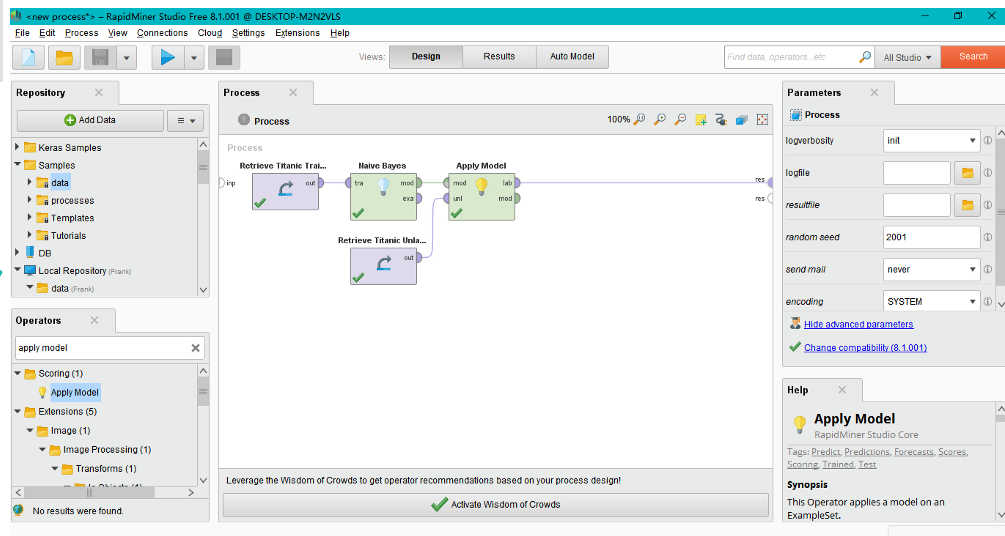 <new process*> – RapidMiner Studio Free 8.1.001 @ DESKTOP-M2N2VLS
File Edit Process View Connections Cloud Settings Extensions Help
Views: Design Results Auto Model Find data, operators...etc All Studio Search
Repository
Add Data
Keras Samples
Samples
data
processes
Templates
Tutorials
DB
Local Repository (Frank)
data (Frank)
Operators
apply model
Scoring (1)
Apply Model
Extensions (5)
Image (1)
Image Processing (1)
Transforms (1)
No results were found.
Process
Process 100%
Process
Retrieve Titanic Trai... Naive Bayes Apply Model
inp out tra mod mod lab res
exa uni mod res
Retrieve Titanic Unla...
out
Leverage the Wisdom of Crowds to get operator recommendations based on your process design!
Activate Wisdom of Crowds
Parameters
Process
logverbosity init
logfile
resultfile
random seed 2001
send mail never
encoding SYSTEM
Hide advanced parameters
Change compatibility (8.1.001)
Help
Apply Model
RapidMiner Studio Core
Tags: Predict, Predictions, Forecasts, Scores,
Scoring, Trained, Test
Synopsis
This Operator applies a model on an
ExampleSet.